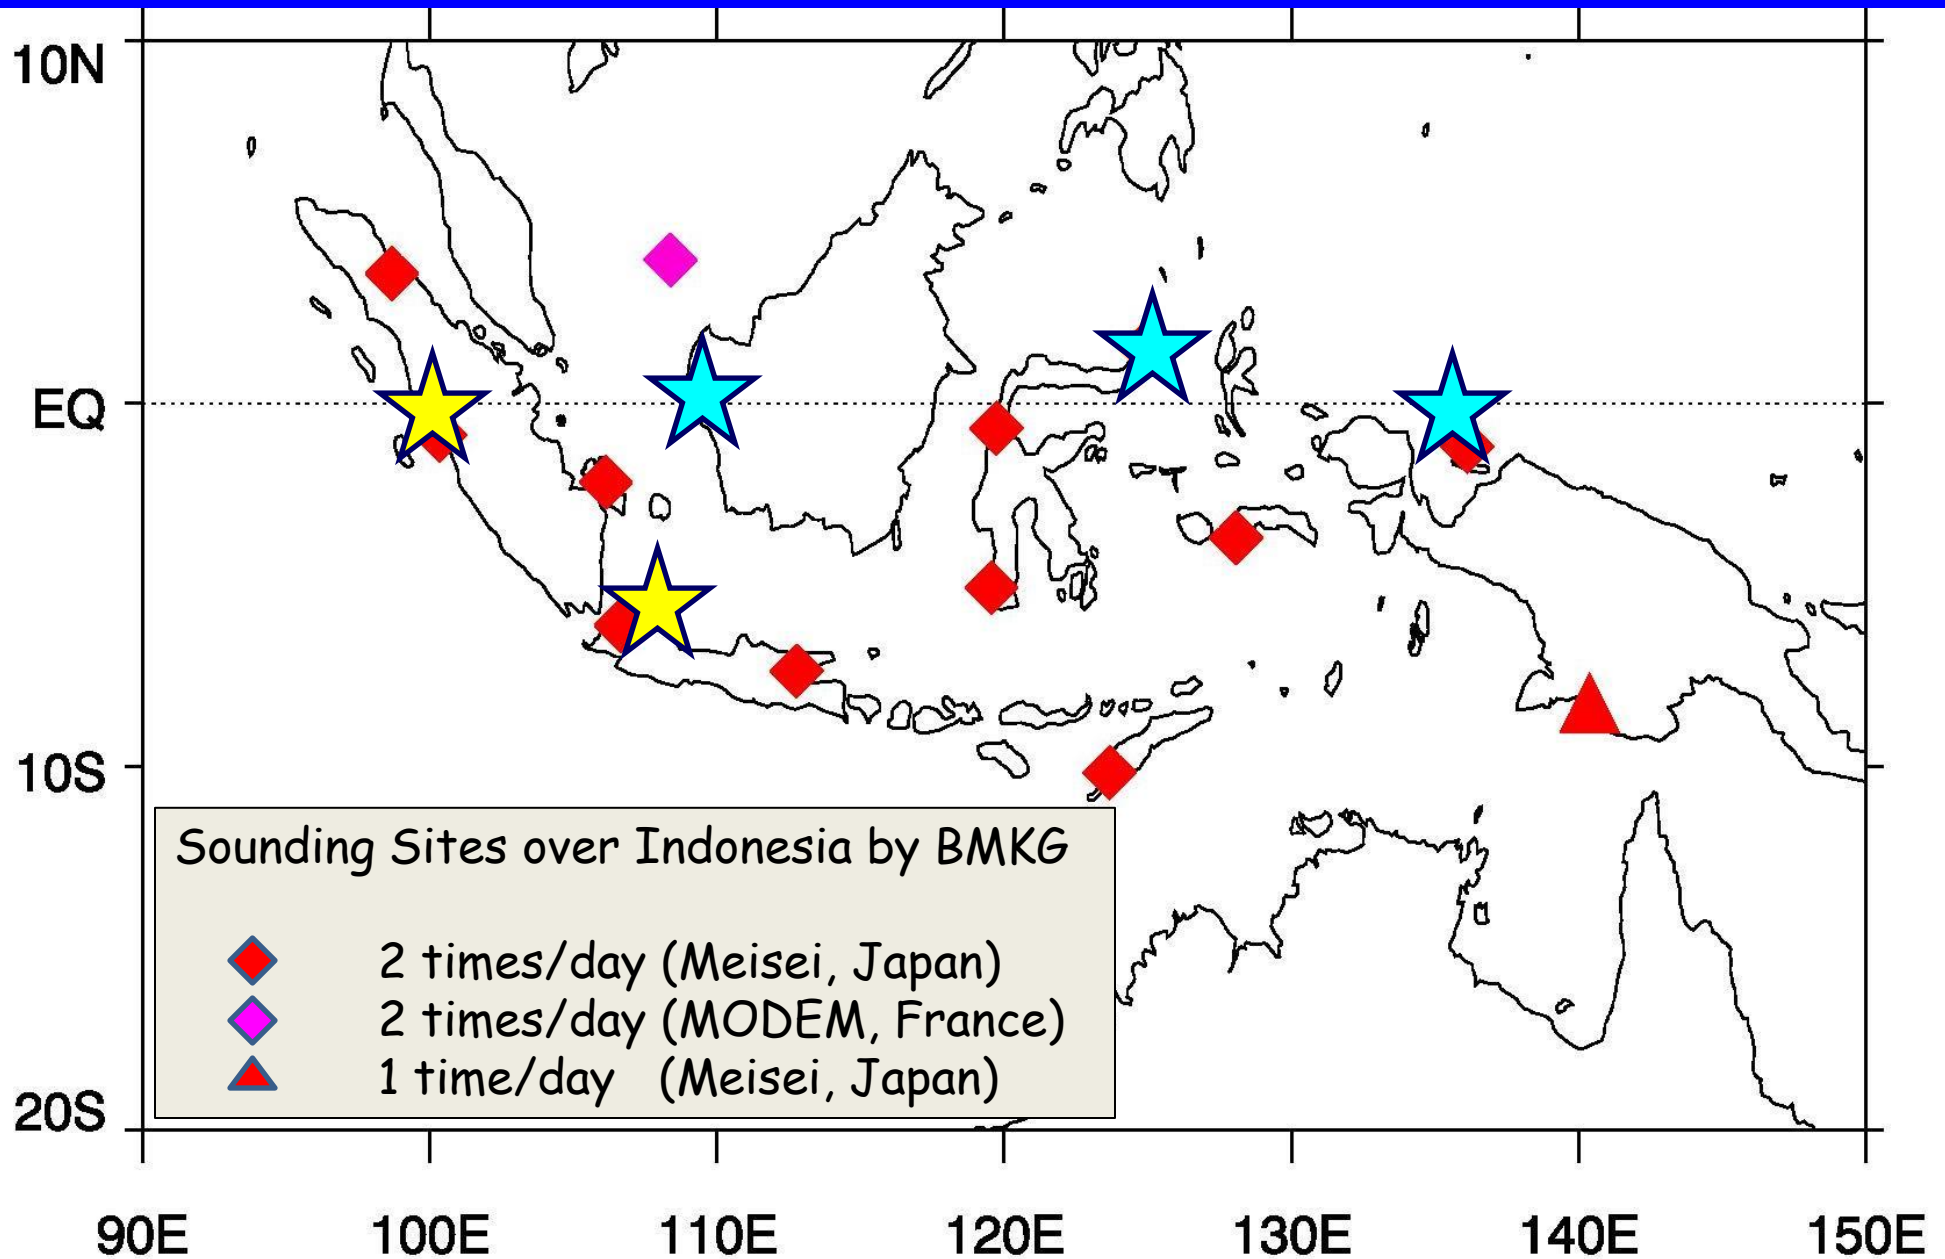 10N
EQ
10S
Sounding Sites over Indonesia by BMKG
2 times/day (Meisei, Japan)
2 times/day (MODEM, France)
1 time/day (Meisei, Japan)
20S
90E 100E 110E 120E 130E 140E 150E